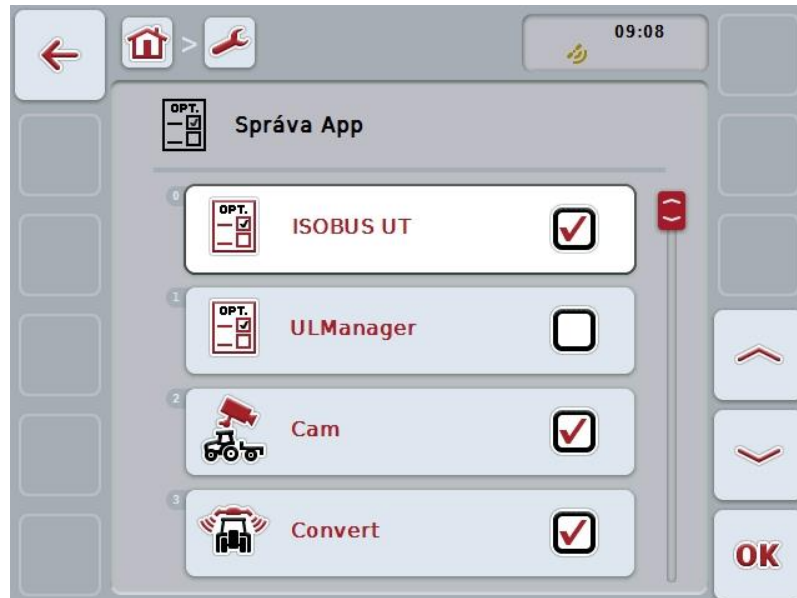 09:08
OPT.
Správa App
0
OPT.
ISOBUS UT
1
OPT.
ULManager
2
Cam
3
Convert
OK